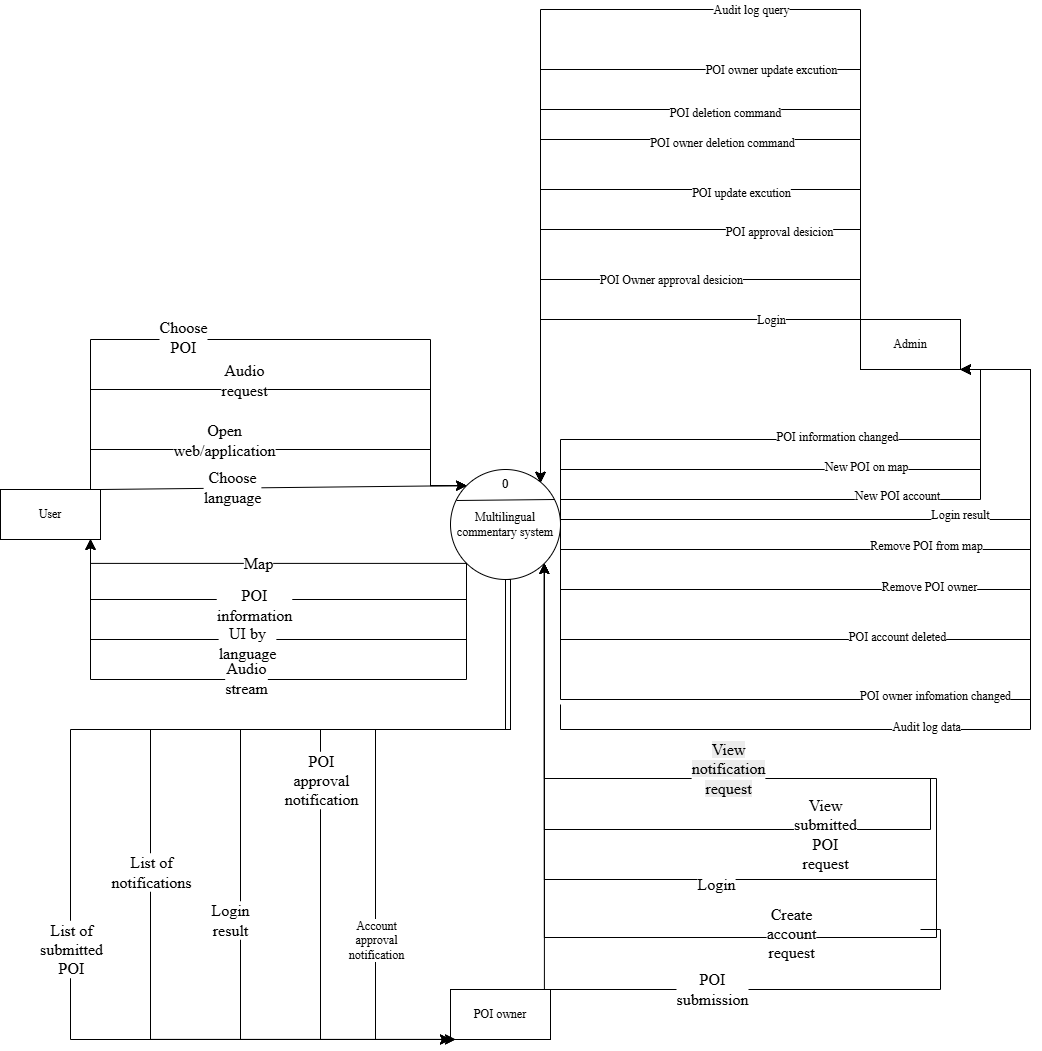 Audit log query
POI owner update excution
POI deletion command
POI owner deletion command
POI update excution
POI approval desicion
POI Owner approval desicion
Login
Admin
Choose
POI
Audio
request
Open
web/application
Choose
language
User
0
Multilingual
commentary system
Map
POI
information
UI by
language
Audio
stream
POI information changed
New POI on map
New POI account
Login result
Remove POI from map
Remove POI owner
POI account deleted
POI owner infomation changed
Audit log data
View
notification
request
View
submitted
POI
request
Login
Create
account
request
POI
submission
POI
approval
notification
List of
notifications
Login
result
Account
approval
notification
List of
submitted
POI
POI owner